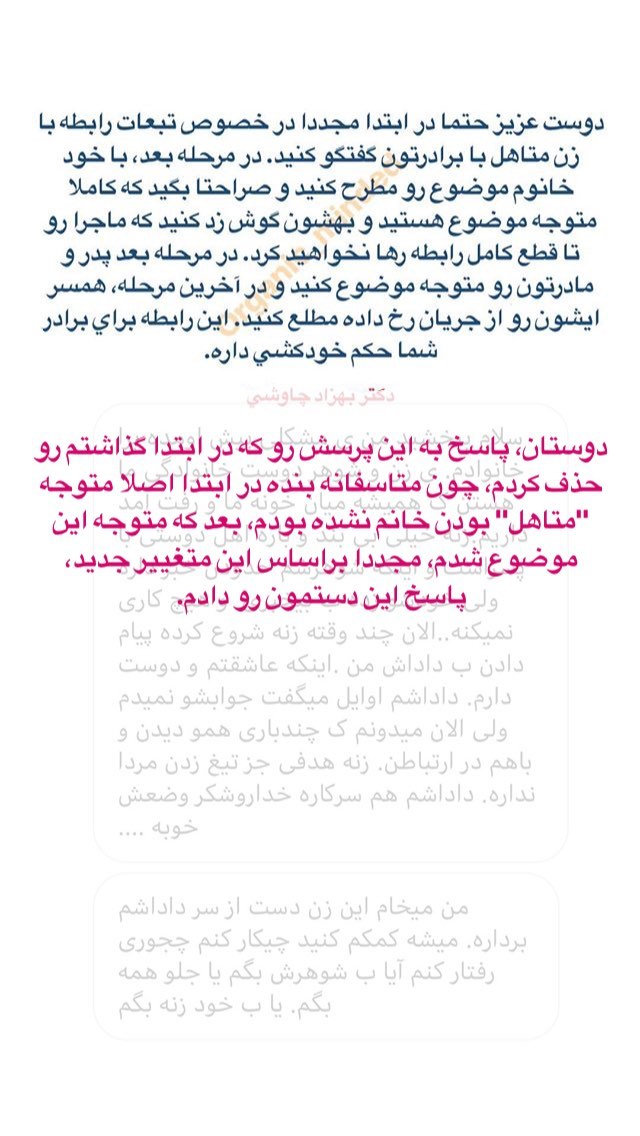 دوست عزیز حتما در ابتدا مجددا در خصوص تبعات رابطه با
زن متاهل با برادرتون گفتگو کنید. در مرحله بعد، با خود
خانوم موضوع رو مطرح کنید و صراحتا بگید که کاملا
متوجه موضوع هستید و بهشون گوش زد کنید که ماجرا رو
تا قطع کامل رابطه رها نخواهید کرد. در مرحله بعد پدر و
مادرتون رو متوجه موضوع کنید و در آخرین مرحله، همسر
ایشون رو از جریان رخ داده مطلع کنید. این رابطه براي برادر
شما حکم خودکشي داره.
دکتر بهزاد چاوشي
دوستان، پاسخ به این پرسش رو که در ابتدا گذاشتم رو
حذف کردم، چون متاسفانه بنده در ابتدا اصلا متوجه
"متاهل" بودن خانم نشده بودم، بعد که متوجه این
موضوع شدم، مجددا براساس این متغییر جدید،
پاسخ این دستمون رو دادم.
نمیکنه..الان چند وقته زنه شروع کرده پیام
دادن ب داداش من .اینکه عاشقتم و دوست
دارم. داداشم اوایل میگفت جوابشو نمیدم
ولی الان میدونم ک چندباری همو دیدن و
باهم در ارتباطن. زنه هدفی جز تیغ زدن مردا
نداره. داداشم هم سرکاره خداروشکر وضعش
خوبه ....
من میخام این زن دست از سر داداشم
برداره. میشه کمکم کنید چیکار کنم چجوری
رفتار کنم آیا ب شوهرش بگم یا جلو همه
بگم. یا ب خود زنه بگم